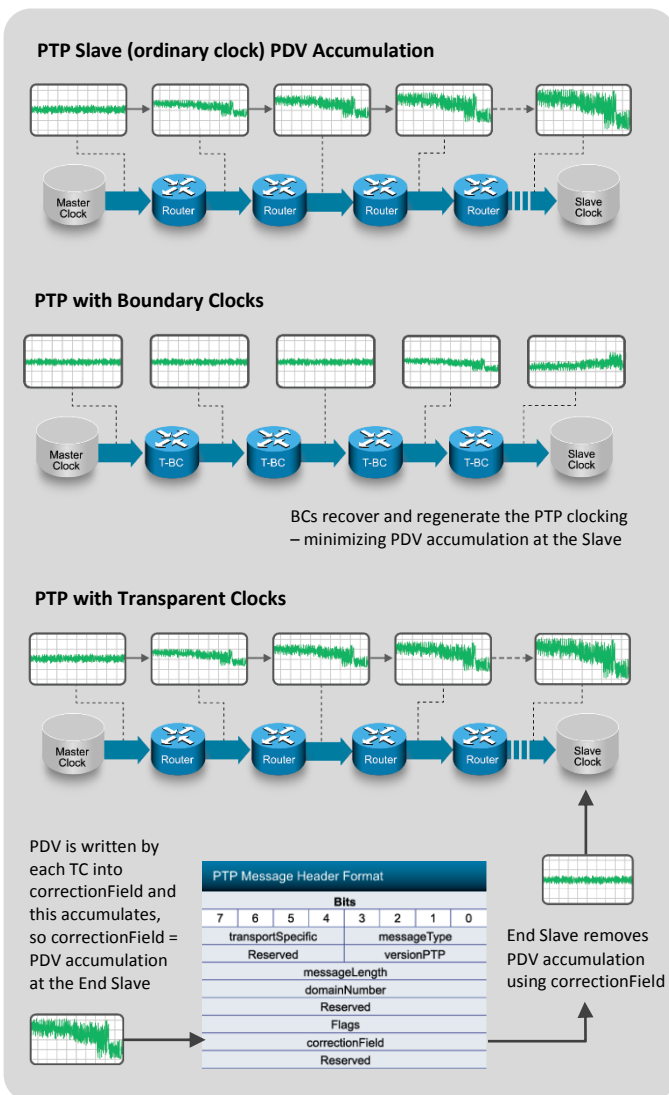 PTP Slave (ordinary clock) PDV Accumulation
Master
Clock
Router
Router
Router
Router
Slave
Clock
PTP with Boundary Clocks
Master
Clock
T-BC
T-BC
T-BC
T-BC
Slave
Clock
BCs recover and regenerate the PTP clocking
– minimizing PDV accumulation at the Slave
PTP with Transparent Clocks
Master
Clock
Router
Router
Router
Router
Slave
Clock
PDV is written by
each TC into
correctionField and
this accumulates,
so correctionField =
PDV accumulation
at the End Slave
PTP Message Header Format
Bits
7 6 5 4 3 2 1 0
transportSpecific messageType
Reserved versionPTP
messageLength
domainNumber
Reserved
Flags
correctionField
Reserved
End Slave removes
PDV accumulation
using correctionField